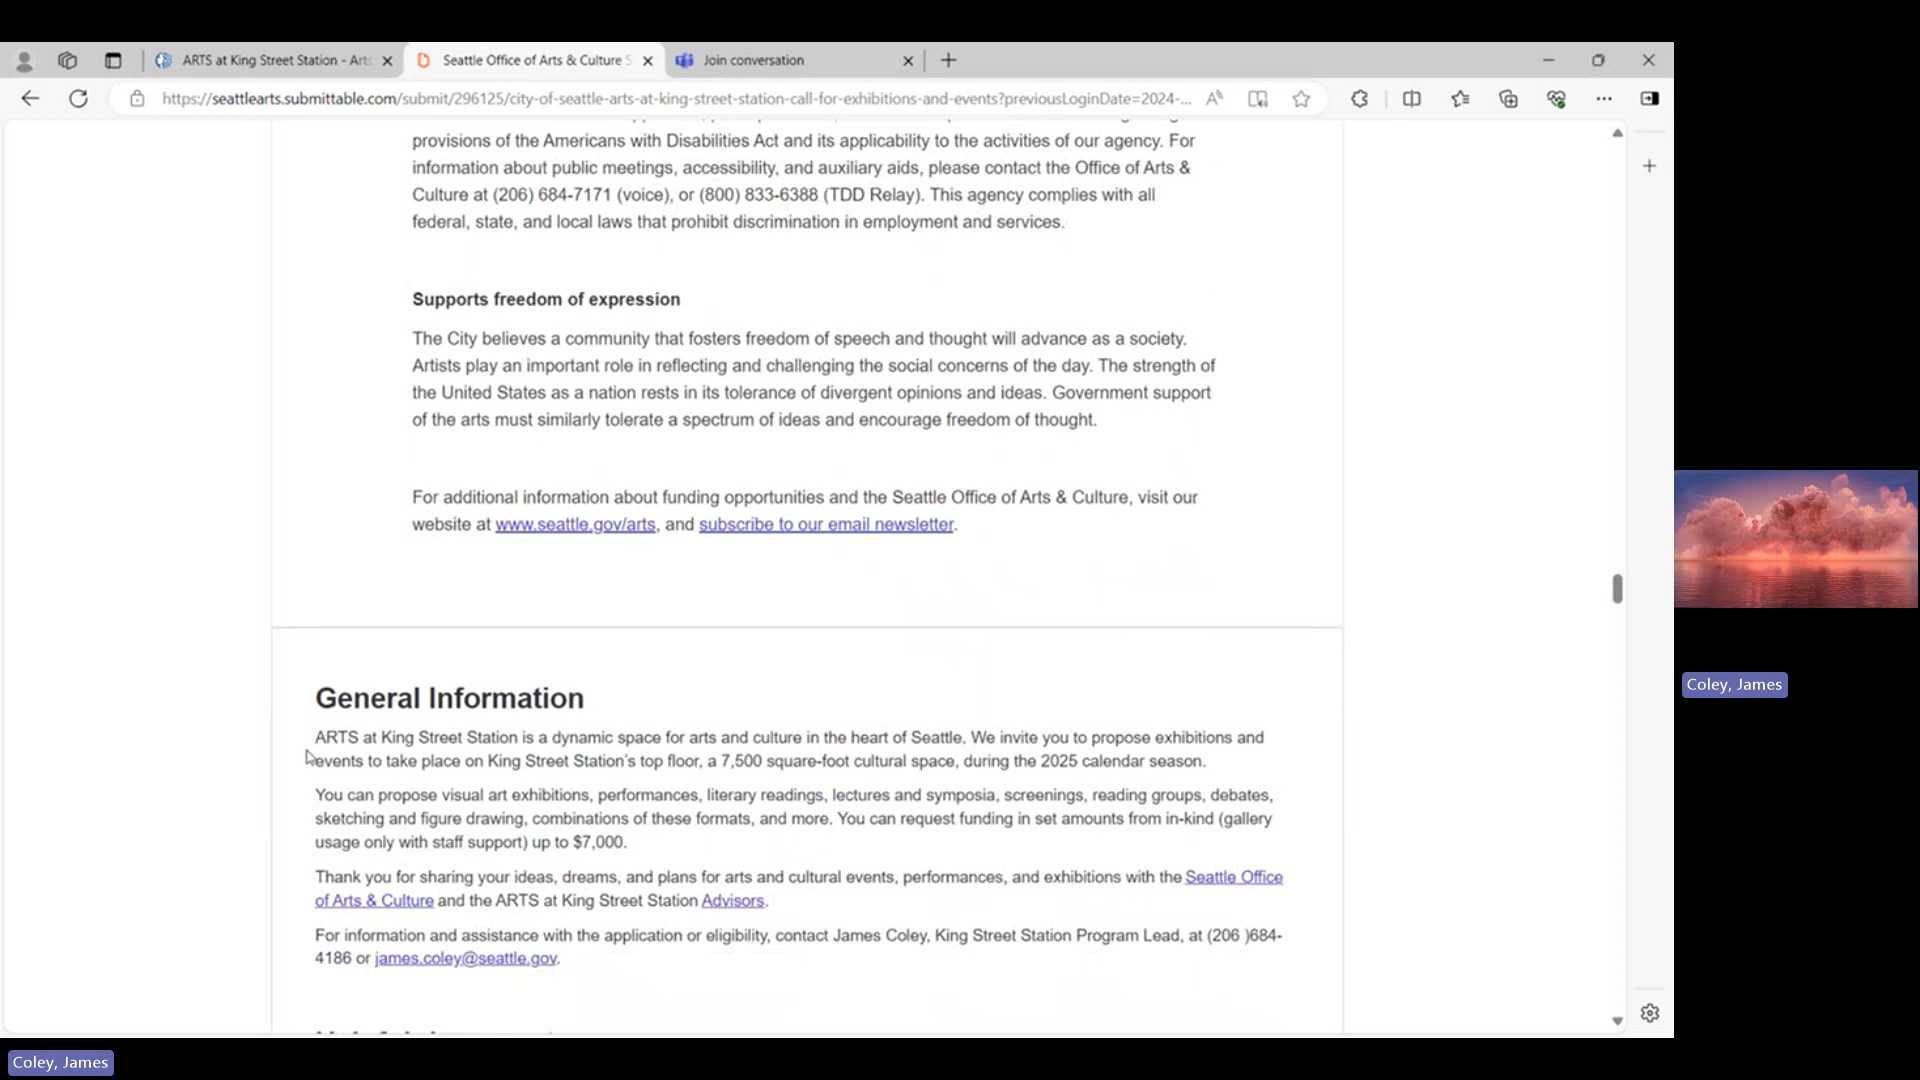 ARTS at King Street Station - Art
Seattle Office of Arts & Culture S
Join conversation
https://seattlearts.submittable.com/submit/296125/city-of-seattle-arts-at-king-street-station-call-for-exhibitions-and-events?previousLoginDate=2024-...
provisions of the Americans with Disabilities Act and its applicability to the activities of our agency. For
information about public meetings, accessibility, and auxiliary aids, please contact the Office of Arts &
Culture at (206) 684-7171 (voice), or (800) 833-6388 (TDD Relay). This agency complies with all
federal, state, and local laws that prohibit discrimination in employment and services.
Supports freedom of expression
The City believes a community that fosters freedom of speech and thought will advance as a society.
Artists play an important role in reflecting and challenging the social concerns of the day. The strength of
the United States as a nation rests in its tolerance of divergent opinions and ideas. Government support
of the arts must similarly tolerate a spectrum of ideas and encourage freedom of thought.
For additional information about funding opportunities and the Seattle Office of Arts & Culture, visit our
website at www.seattle.gov/arts, and subscribe to our email newsletter.
General Information
ARTS at King Street Station is a dynamic space for arts and culture in the heart of Seattle. We invite you to propose exhibitions and
events to take place on King Street Station's top floor, a 7,500 square-foot cultural space, during the 2025 calendar season.
You can propose visual art exhibitions, performances, literary readings, lectures and symposia, screenings, reading groups, debates,
sketching and figure drawing, combinations of these formats, and more. You can request funding in set amounts from in-kind (gallery
usage only with staff support) up to $7,000.
Thank you for sharing your ideas, dreams, and plans for arts and cultural events, performances, and exhibitions with the Seattle Office
of Arts & Culture and the ARTS at King Street Station Advisors.
For information and assistance with the application or eligibility, contact James Coley, King Street Station Program Lead, at (206 )684-
4186 or james.coley@seattle.gov.
Coley, James
Coley, James